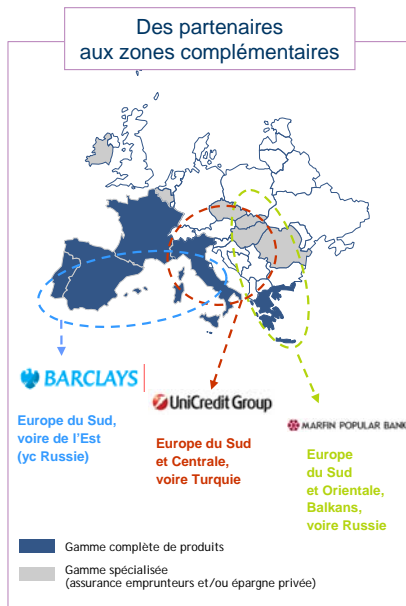 Des partenaires
aux zones complémentaires
BARCLAYS
UniCredit Group
MARFIN POPULAR BANK
Europe du Sud,
voire de l'Est
(yc Russie)
Europe du Sud
et Centrale,
voire Turquie
Europe
du Sud
et Orientale,
Balkans,
voire Russie
Gamme complète de produits
Gamme spécialisée
(assurance emprunteurs et/ou épargne privée)